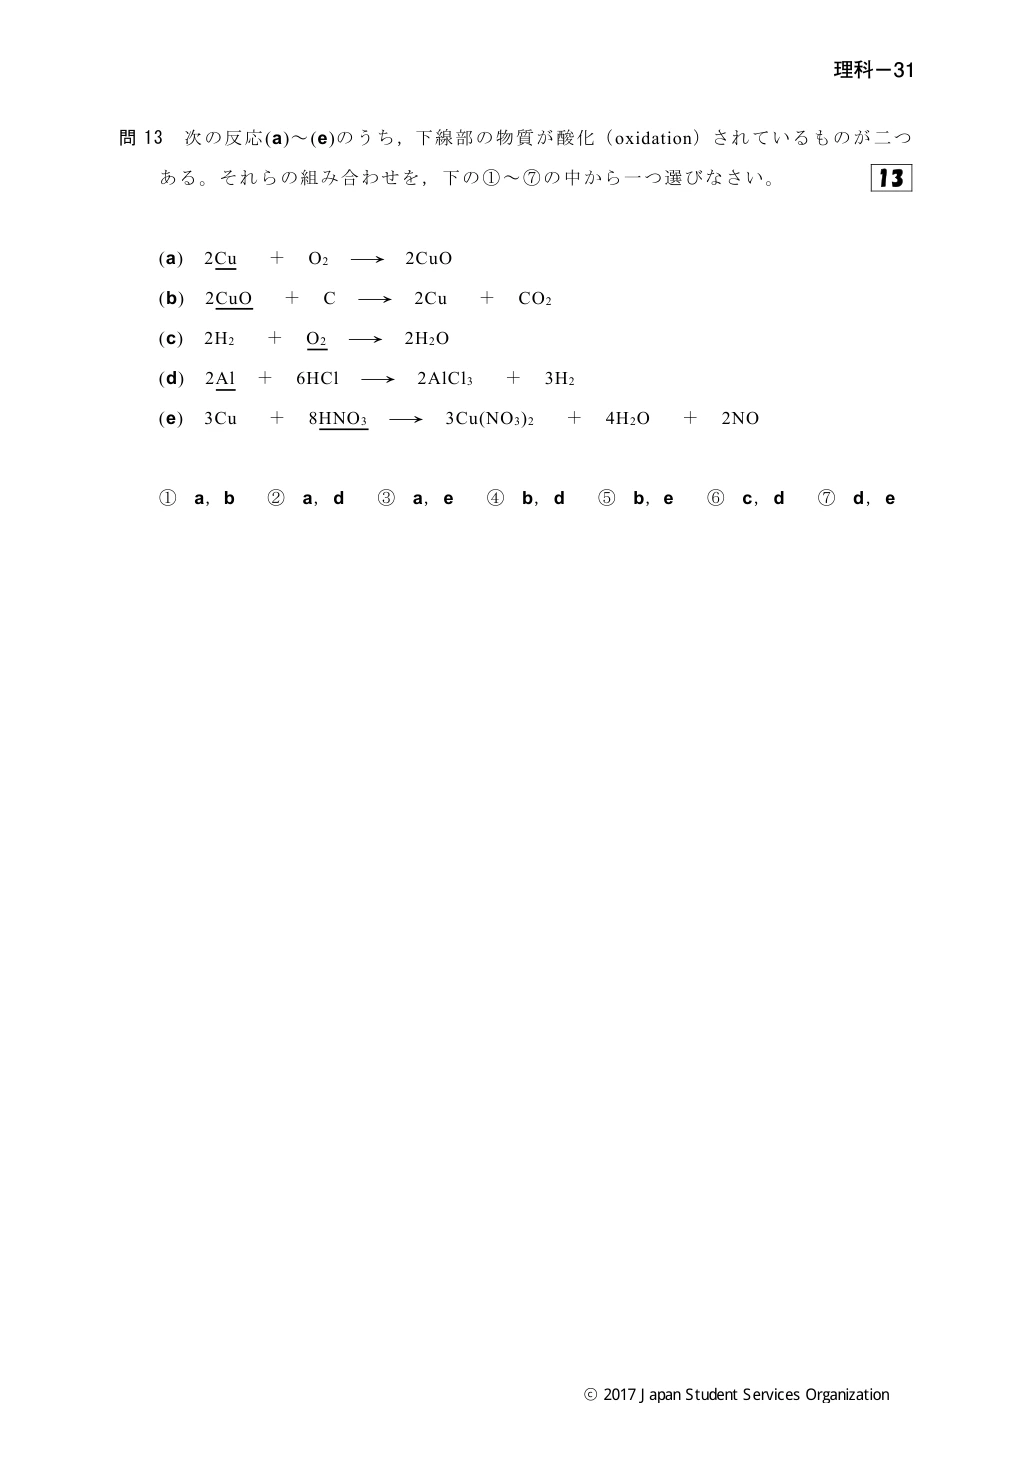 理科－31
問 13　次の反応(a)～(e)のうち，下線部の物質が酸化（oxidation）されているものが二つ
ある。それらの組み合わせを，下の①～⑦の中から一つ選びなさい。 13
(a) 2Cu ＋ O₂ ⟶ 2CuO
(b) 2CuO ＋ C ⟶ 2Cu ＋ CO₂
(c) 2H₂ ＋ O₂ ⟶ 2H₂O
(d) 2Al ＋ 6HCl ⟶ 2AlCl₃ ＋ 3H₂
(e) 3Cu ＋ 8HNO₃ ⟶ 3Cu(NO₃)₂ ＋ 4H₂O ＋ 2NO
① a，b ② a，d ③ a，e ④ b，d ⑤ b，e ⑥ c，d ⑦ d，e
© 2017 Japan Student Services Organization